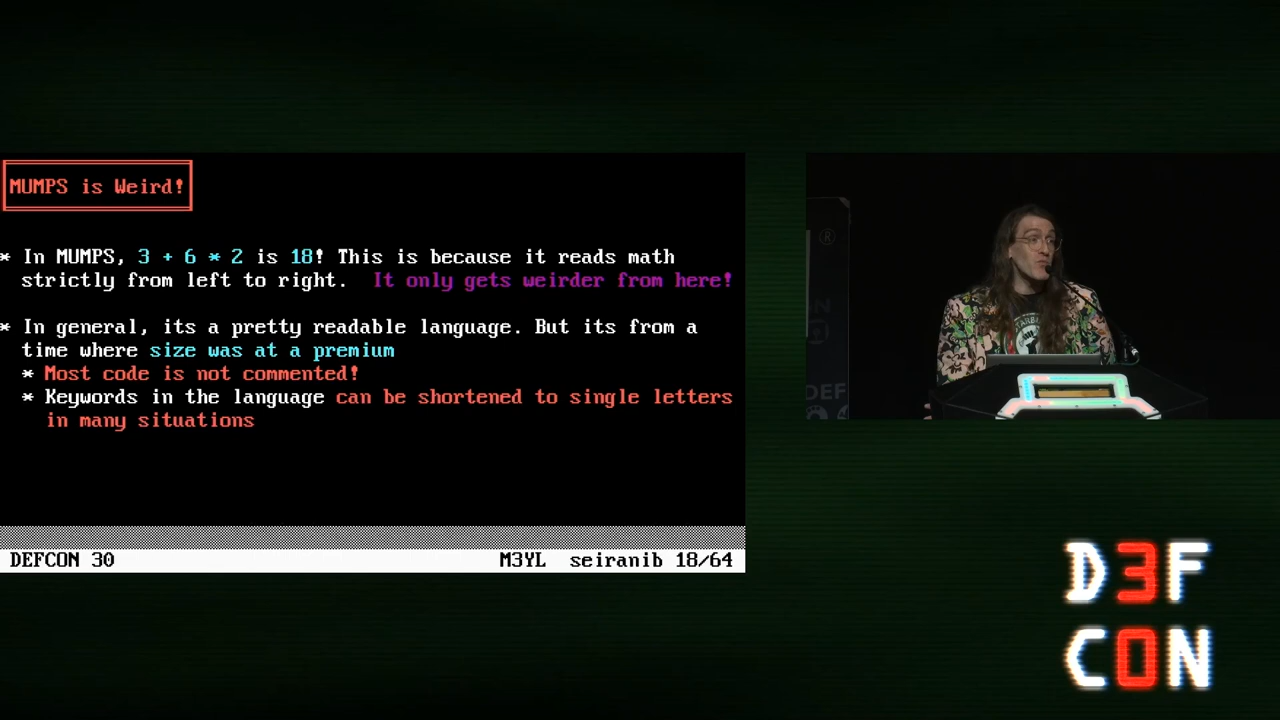 MUMPS is Weird!
* In MUMPS, 3 + 6 * 2 is 18! This is because it reads math
strictly from left to right. It only gets weirder from here!
* In general, its a pretty readable language. But its from a
time where size was at a premium
* Most code is not commented!
* Keywords in the language can be shortened to single letters
in many situations
DEFCON 30 M3YL seiranib 18/64
®
DEF
D3F
C0N